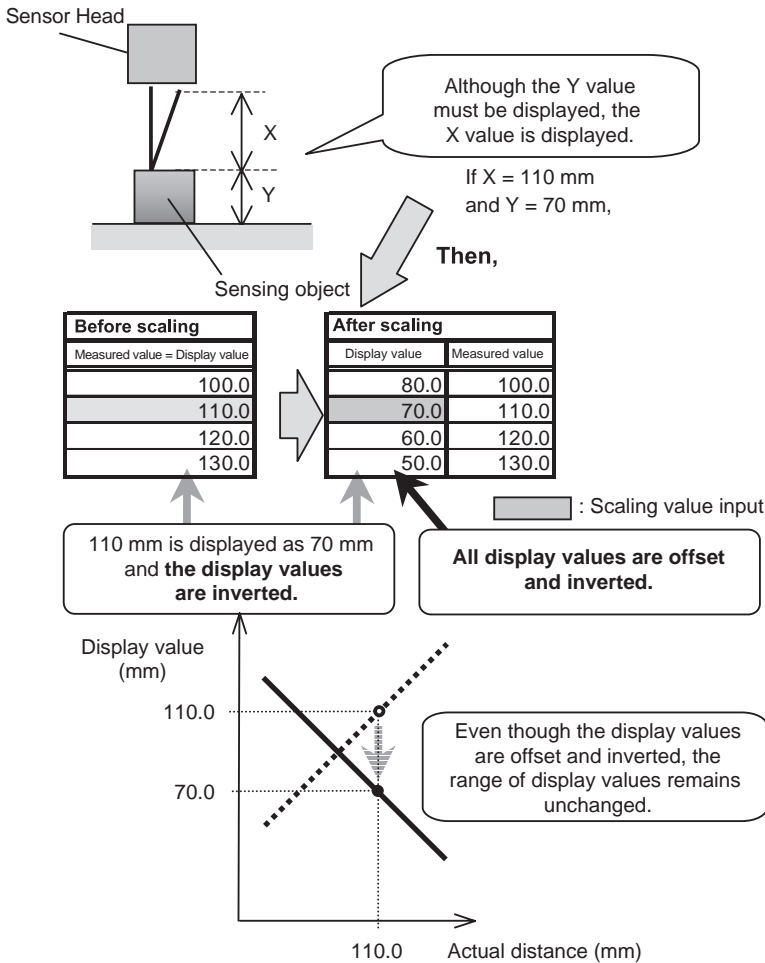 Sensor Head
Although the Y value
must be displayed, the
X value is displayed.
X
Y
If X = 110 mm
and Y = 70 mm,
Then,
Sensing object
Before scaling
Measured value = Display value
100.0
110.0
120.0
130.0
After scaling
Display value Measured value
80.0 100.0
70.0 110.0
60.0 120.0
50.0 130.0
: Scaling value input
110 mm is displayed as 70 mm
and the display values
are inverted.
All display values are offset
and inverted.
Display value
(mm)
110.0
70.0
Even though the display values
are offset and inverted, the
range of display values remains
unchanged.
110.0 Actual distance (mm)